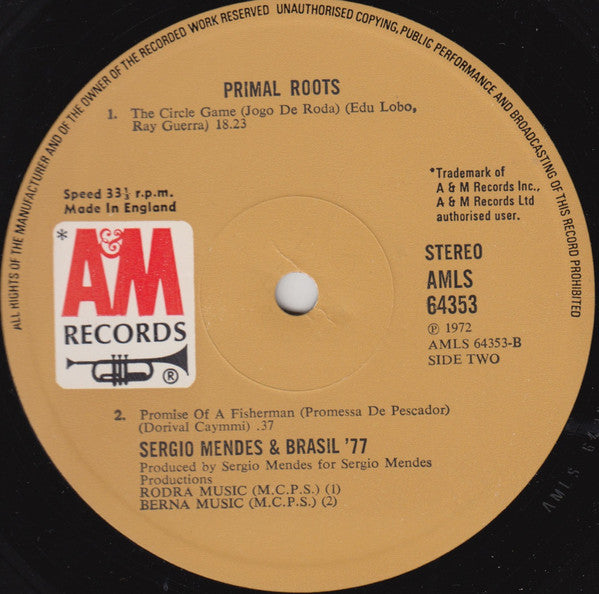 ALL RIGHTS OF THE MANUFACTURER AND OF THE OWNER OF THE RECORDED WORK RESERVED UNAUTHORISED COPYING, PUBLIC PERFORMANCE AND BROADCASTING OF THIS RECORD PROHIBITED
PRIMAL ROOTS
1. The Circle Game (Jogo De Roda) (Edu Lobo,
Ray Guerra) 18.23
Speed 33⅓ r.p.m.
Made In England
*Trademark of
A & M Records Inc.,
A & M Records Ltd
authorised user.
*
A&M
RECORDS
®
STEREO
AMLS
64353
℗ 1972
AMLS 64353-B
SIDE TWO
2. Promise Of A Fisherman (Promessa De Pescador)
(Dorival Caymmi) .37
SERGIO MENDES & BRASIL '77
Produced by Sergio Mendes for Sergio Mendes
Productions
RODRA MUSIC (M.C.P.S.) (1)
BERNA MUSIC (M.C.P.S.) (2)